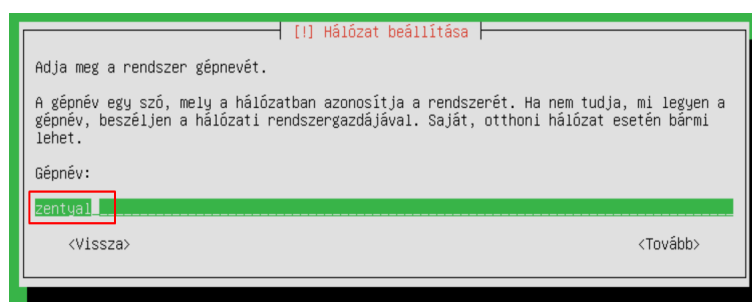 [!] Hálózat beállítása
Adja meg a rendszer gépnevét.
A gépnév egy szó, mely a hálózatban azonosítja a rendszerét. Ha nem tudja, mi legyen a
gépnév, beszéljen a hálózati rendszergazdájával. Saját, otthoni hálózat esetén bármi
lehet.
Gépnév:
zentyal
<Vissza> <Tovább>